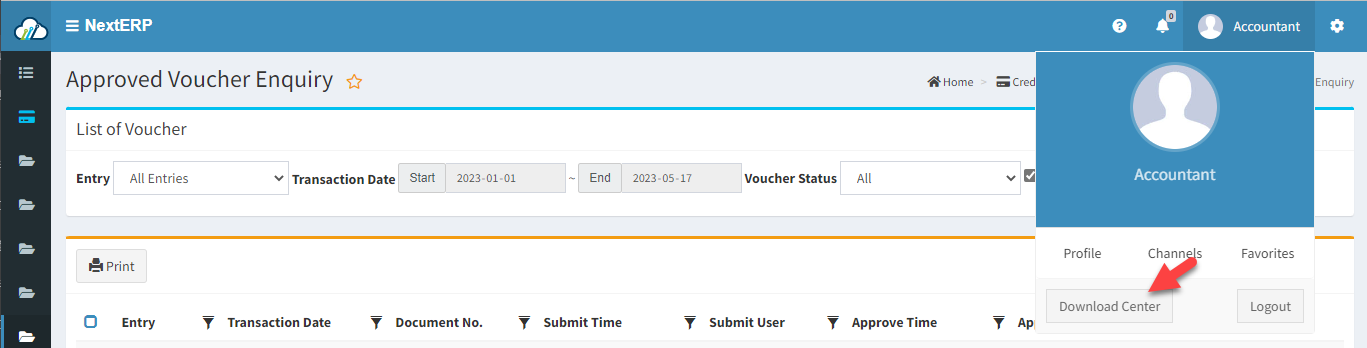 NextERP
0
Accountant
Approved Voucher Enquiry
Home > Cred
Enquiry
List of Voucher
Entry All Entries Transaction Date Start 2023-01-01 ~ End 2023-05-17 Voucher Status All
Accountant
Profile Channels Favorites
Download Center Logout
Print
Entry Transaction Date Document No. Submit Time Submit User Approve Time Ap